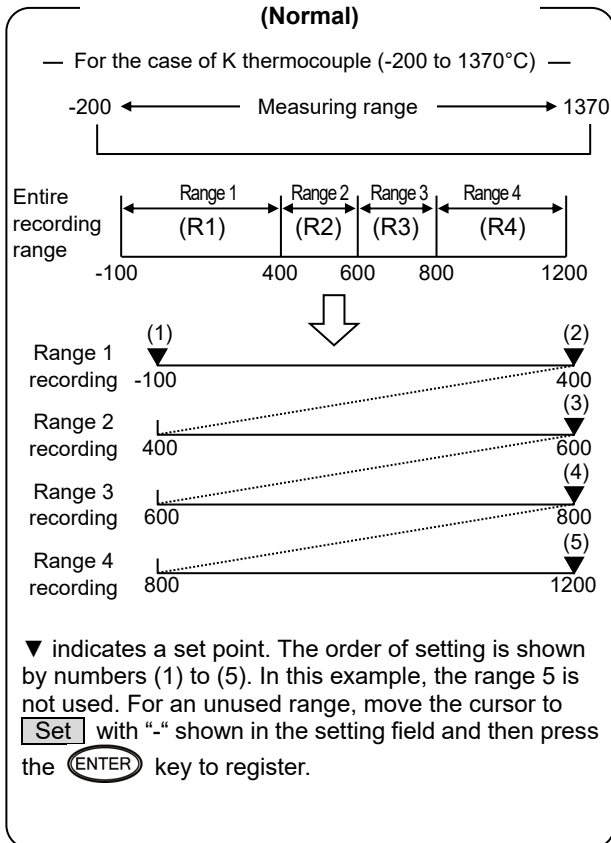 (Normal)
For the case of K thermocouple (-200 to 1370°C)
-200 Measuring range 1370
Entire recording range
Range 1 Range 2 Range 3 Range 4
(R1) (R2) (R3) (R4)
-100 400 600 800 1200
(1) (2)
Range 1 recording
-100 400
(3)
Range 2 recording
400 600
(4)
Range 3 recording
600 800
(5)
Range 4 recording
800 1200
▼ indicates a set point. The order of setting is shown
by numbers (1) to (5). In this example, the range 5 is
not used. For an unused range, move the cursor to
Set with “-“ shown in the setting field and then press
the ENTER key to register.